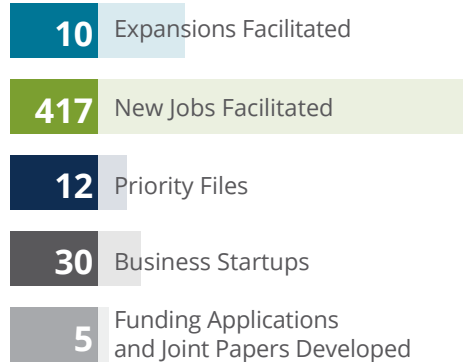 10 Expansions Facilitated
417 New Jobs Facilitated
12 Priority Files
30 Business Startups
5 Funding Applications
and Joint Papers Developed